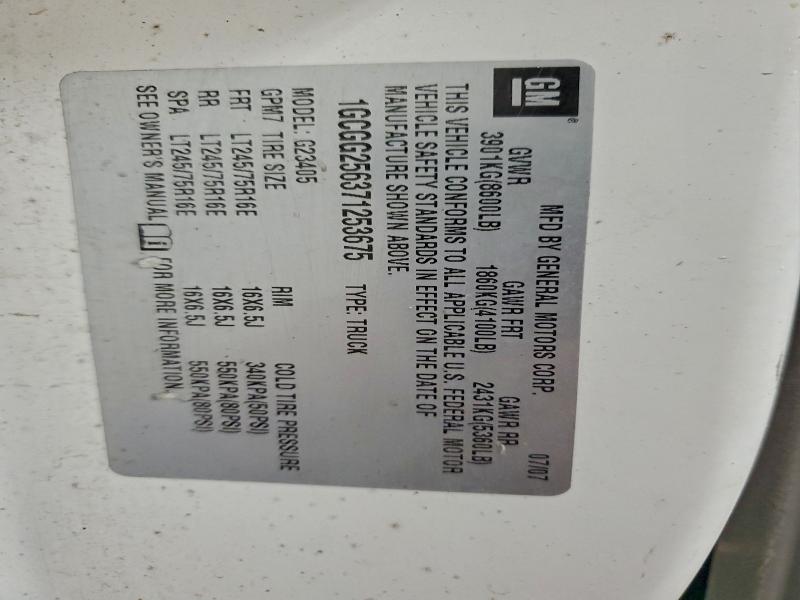 GM®
MFD BY GENERAL MOTORS CORP. 07/07
GVWR GAWR FRT GAWR RR
3901KG(8600LB) 1860KG(4100LB) 2431KG(5360LB)
THIS VEHICLE CONFORMS TO ALL APPLICABLE U.S. FEDERAL MOTOR
VEHICLE SAFETY STANDARDS IN EFFECT ON THE DATE OF
MANUFACTURE SHOWN ABOVE.
1GCGG256371253675 TYPE: TRUCK
MODEL: G23405
GPM7 TIRE SIZE RIM COLD TIRE PRESSURE
FRT LT245/75R16E 16X6.5J 340KPA(50PSI)
RR LT245/75R16E 16X6.5J 550KPA(80PSI)
SPA LT245/75R16E 16X6.5J 550KPA(80PSI)
SEE OWNER'S MANUAL FOR MORE INFORMATION